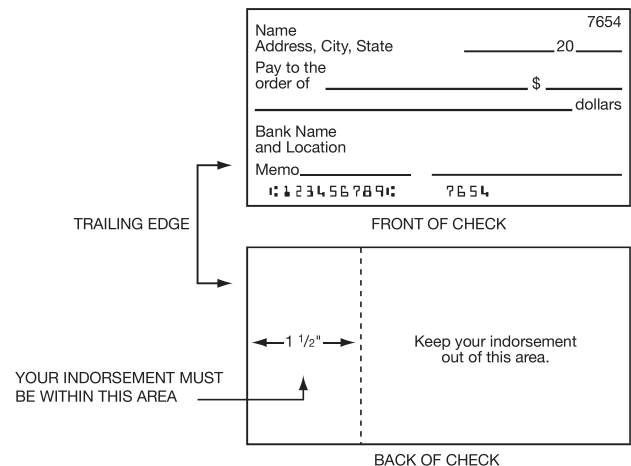 7654
Name
Address, City, State 20
Pay to the
order of $
dollars
Bank Name
and Location
Memo
⑆123456789⑆ 7654
TRAILING EDGE
FRONT OF CHECK
1 1/2"
Keep your indorsement
out of this area.
YOUR INDORSEMENT MUST
BE WITHIN THIS AREA
BACK OF CHECK